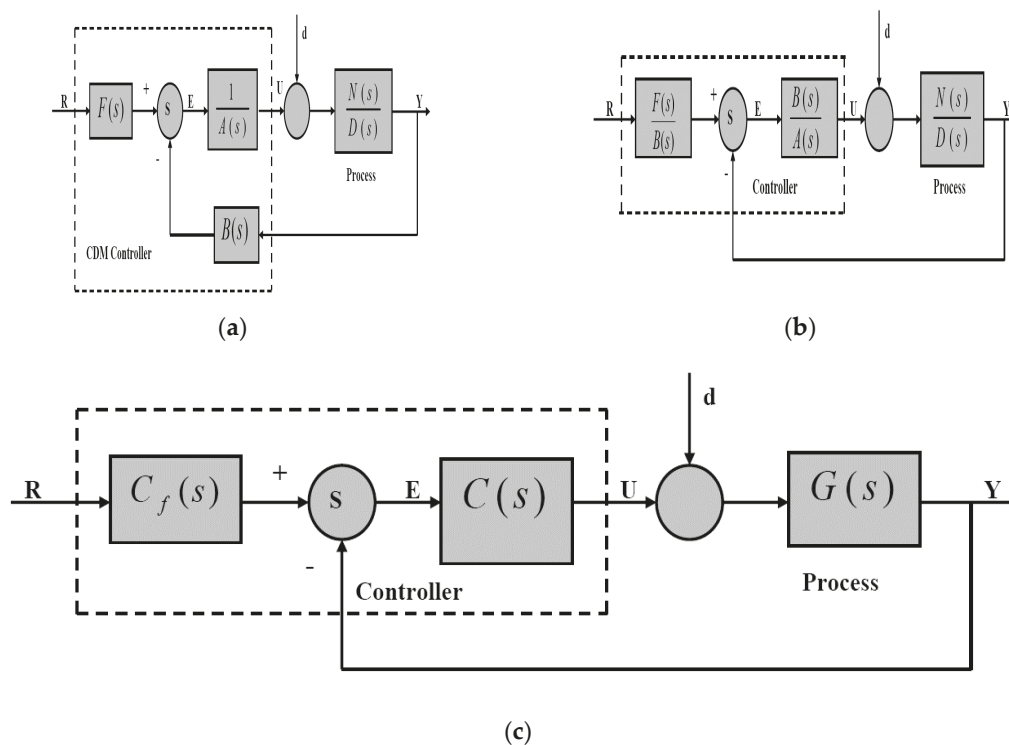 d
R
F(s)
+
S
E
1
A(s)
U
N(s)
D(s)
Y
Process
-
B(s)
CDM Controller
(a)
d
R
F(s)
B(s)
+
S
E
B(s)
A(s)
U
N(s)
D(s)
Y
-
Controller
Process
(b)
d
R
C_f(s)
+
S
E
C(s)
U
G(s)
Y
-
Controller
Process
(c)